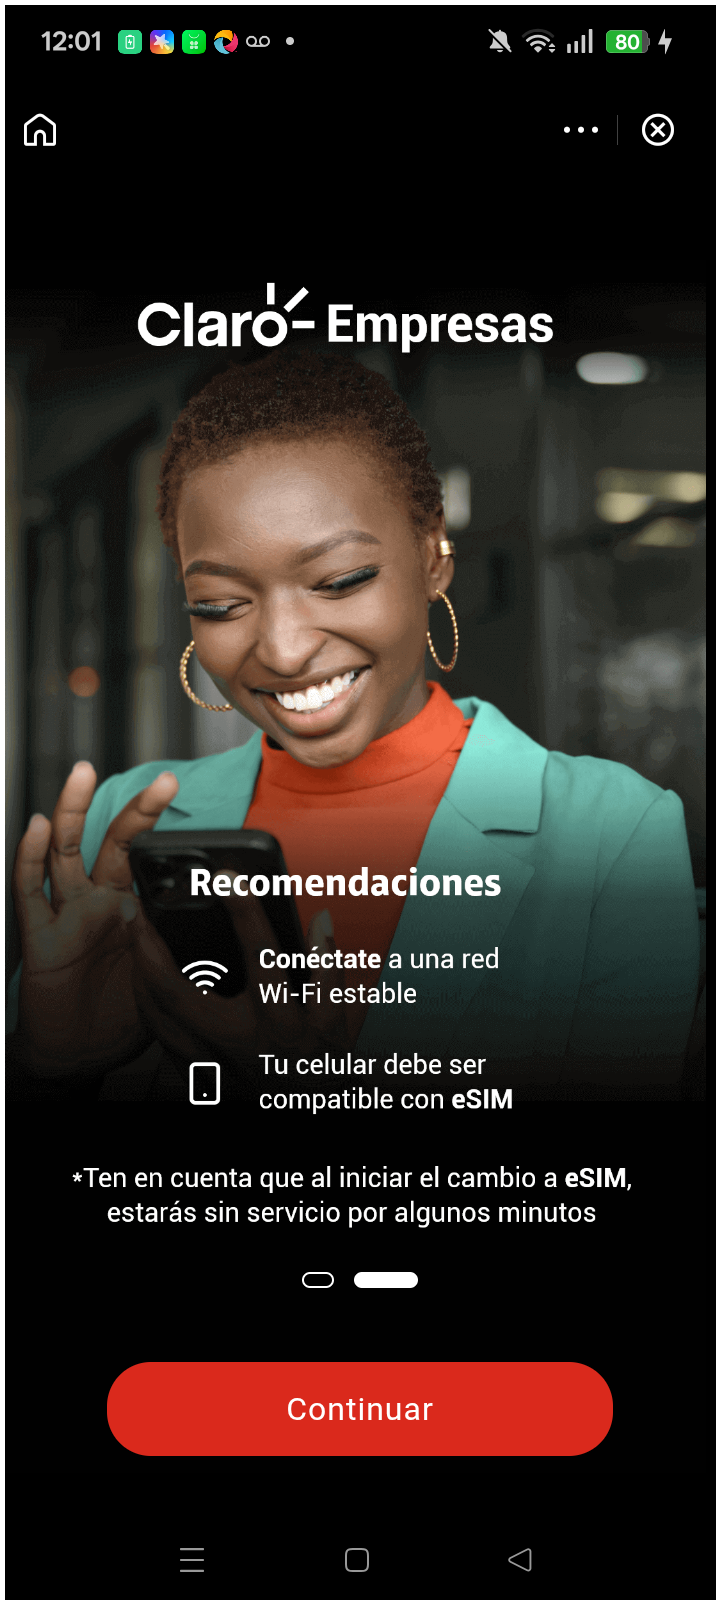 12:01
80
Claro Empresas
Recomendaciones
Conéctate a una red
Wi-Fi estable
Tu celular debe ser
compatible con eSIM
*Ten en cuenta que al iniciar el cambio a eSIM,
estarás sin servicio por algunos minutos
Continuar